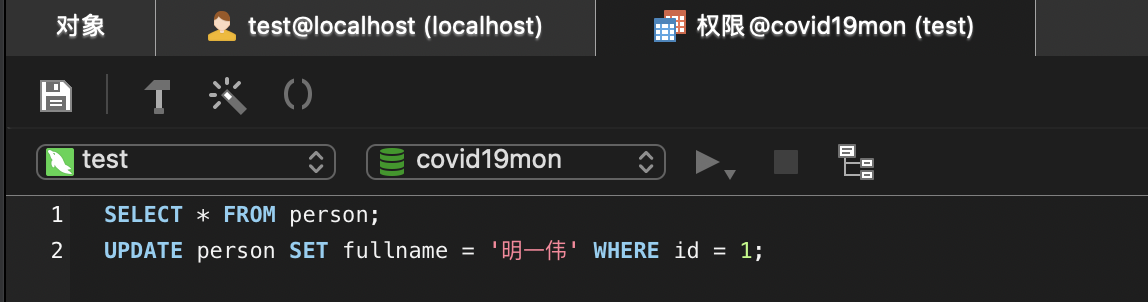 对象
test@localhost (localhost)
权限@covid19mon (test)
test
covid19mon
1 SELECT * FROM person;
2 UPDATE person SET fullname = '明一伟' WHERE id = 1;